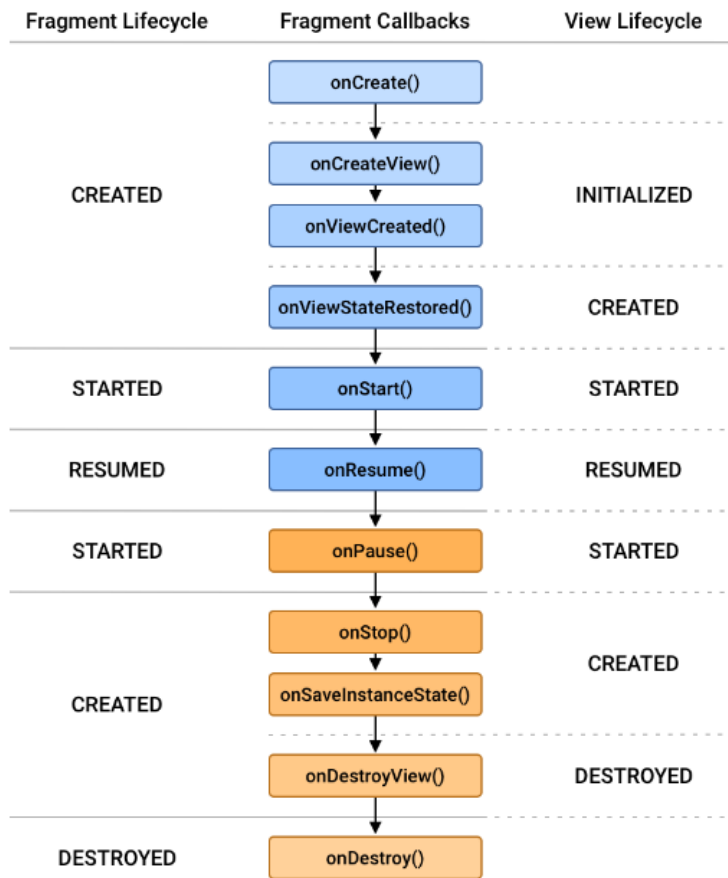 Fragment Lifecycle Fragment Callbacks View Lifecycle
onCreate()
onCreateView()
CREATED INITIALIZED
onViewCreated()
onViewStateRestored() CREATED
STARTED onStart() STARTED
RESUMED onResume() RESUMED
STARTED onPause() STARTED
onStop()
CREATED
onSaveInstanceState()
CREATED
onDestroyView() DESTROYED
DESTROYED onDestroy()